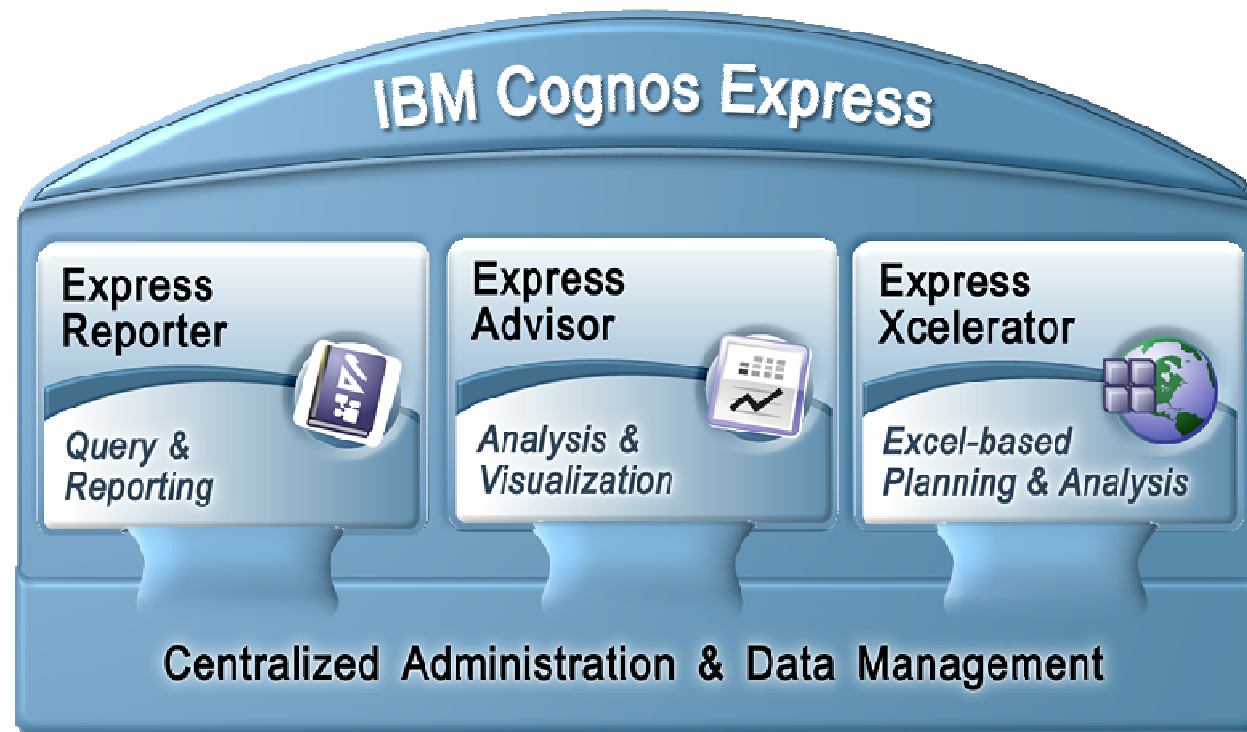 IBM Cognos Express
Express
Reporter
Query &
Reporting
Express
Advisor
Analysis &
Visualization
Express
Xcelerator
Excel-based
Planning & Analysis
Centralized Administration & Data Management